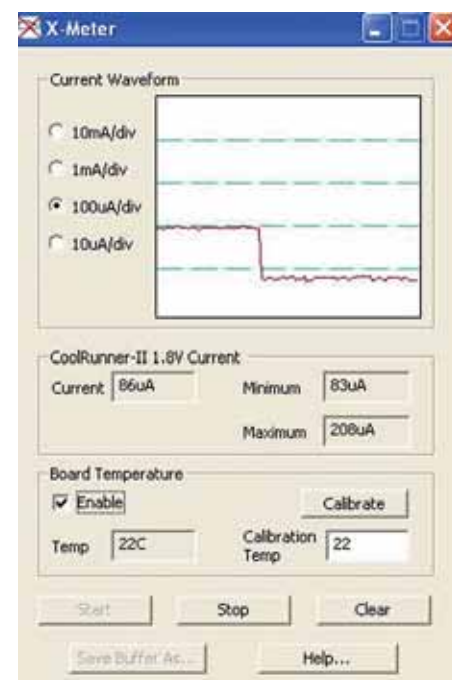 X-Meter
Current Waveform
10mA/div
1mA/div
100uA/div
10uA/div
CoolRunner-II 1.8V Current
Current 86uA Minimum 83uA
Maximum 208uA
Board Temperature
Enable Calibrate
Temp 22C Calibration Temp 22
Start Stop Clear
Save Buffer As... Help...